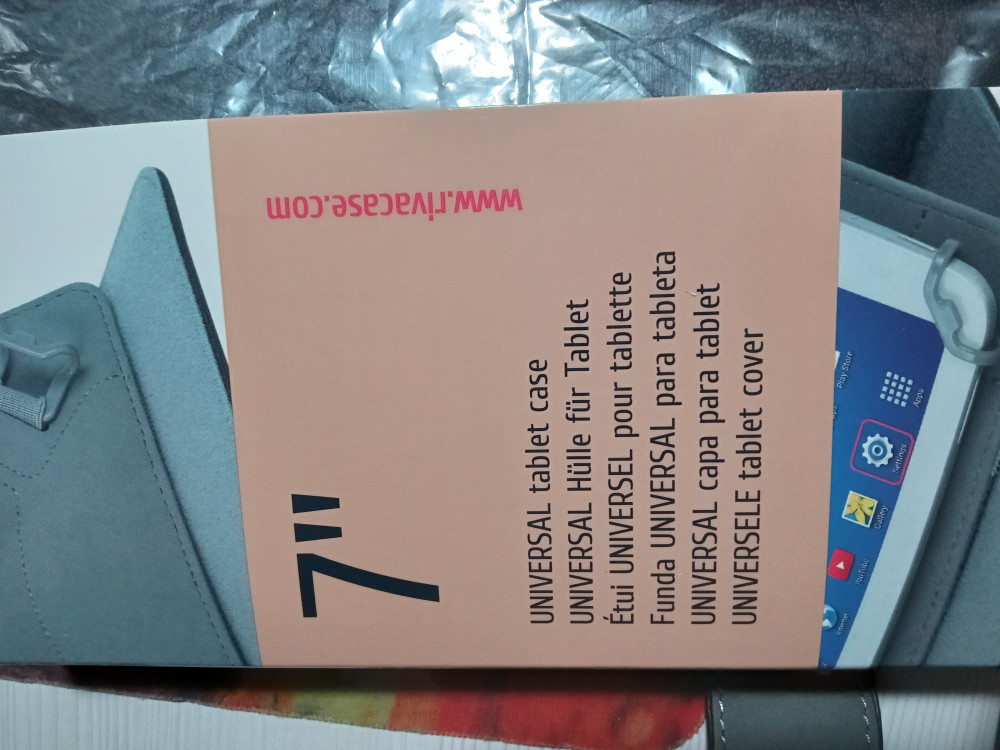 7"
UNIVERSAL tablet case
UNIVERSAL Hülle für Tablet
Étui UNIVERSEL pour tablette
Funda UNIVERSAL para tableta
UNIVERSAL capa para tablet
UNIVERSELE tablet cover
www.rivacase.com
Play Store
Apps
Settings
Gallery
YouTube
Internet